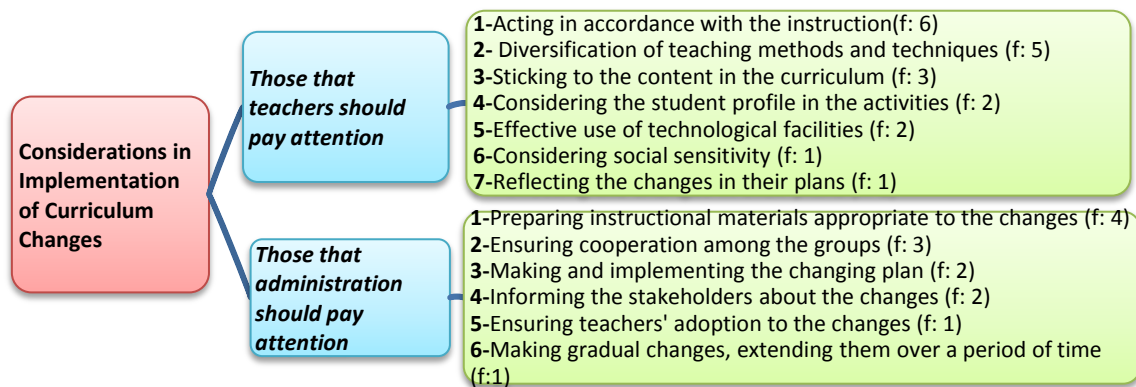 Considerations in
Implementation
of Curriculum
Changes
Those that
teachers should
pay attention
1-Acting in accordance with the instruction(f: 6)
2- Diversification of teaching methods and techniques (f: 5)
3-Sticking to the content in the curriculum (f: 3)
4-Considering the student profile in the activities (f: 2)
5-Effective use of technological facilities (f: 2)
6-Considering social sensitivity (f: 1)
7-Reflecting the changes in their plans (f: 1)
Those that
administration
should pay
attention
1-Preparing instructional materials appropriate to the changes (f: 4)
2-Ensuring cooperation among the groups (f: 3)
3-Making and implementing the changing plan (f: 2)
4-Informing the stakeholders about the changes (f: 2)
5-Ensuring teachers' adoption to the changes (f: 1)
6-Making gradual changes, extending them over a period of time
(f:1)